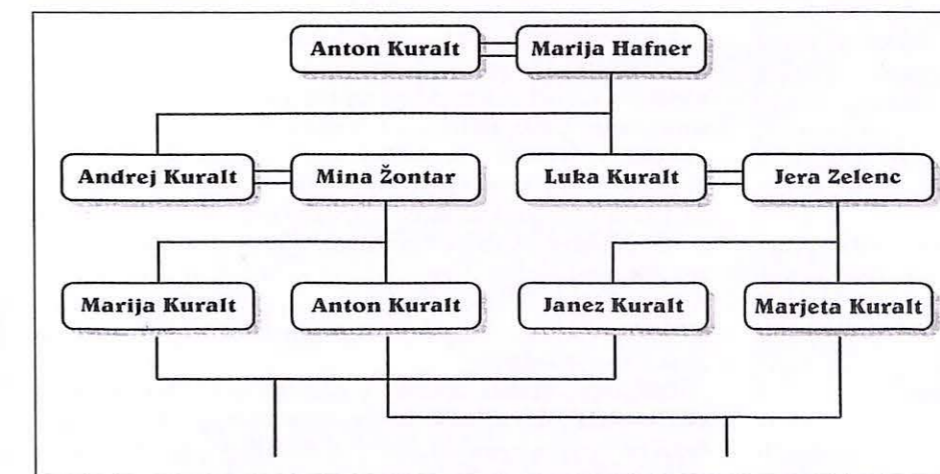 Anton Kuralt Marija Hafner
Andrej Kuralt Mina Žontar Luka Kuralt Jera Zelenc
Marija Kuralt Anton Kuralt Janez Kuralt Marjeta Kuralt